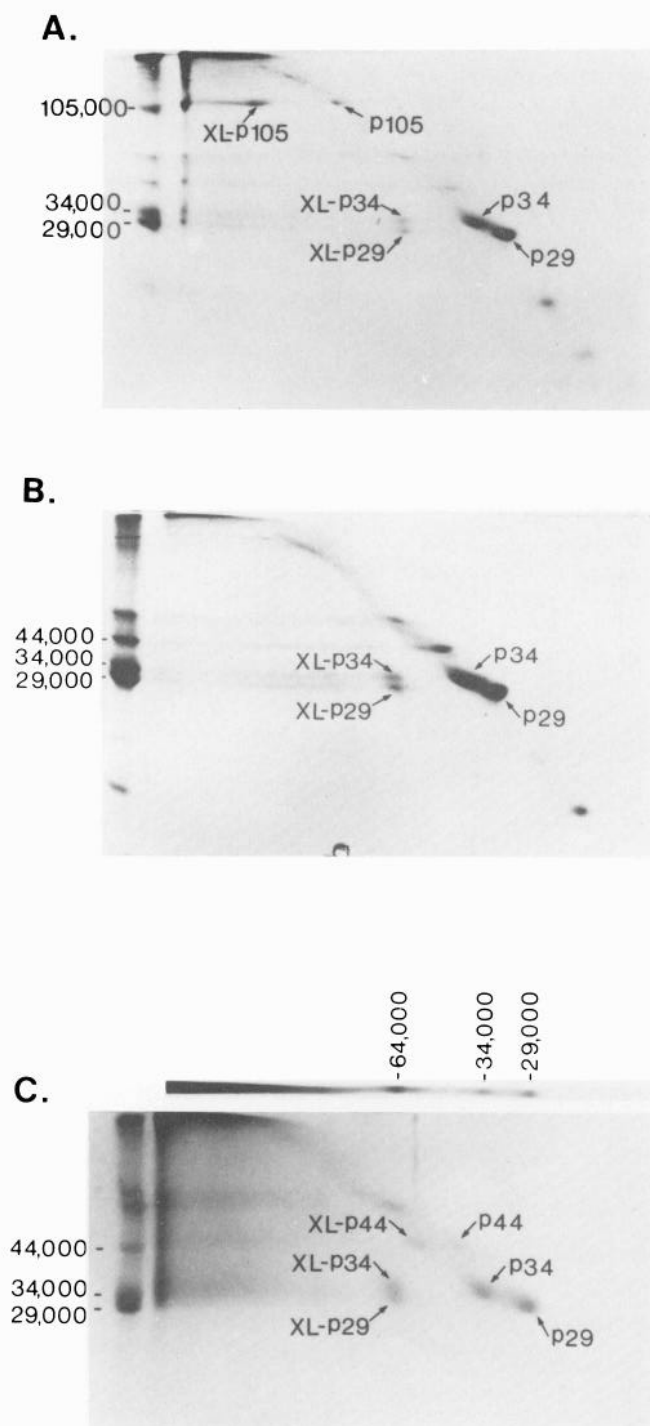 A.
105,000-
XL-p105
p105
34,000-
29,000-
XL-p34
p34
XL-p29
p29
B.
44,000-
34,000-
29,000-
XL-p34
p34
XL-p29
p29
-64,000
-34,000
-29,000
C.
44,000-
XL-p44
p44
34,000-
29,000-
XL-p34
p34
XL-p29
p29